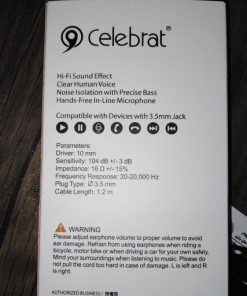 Celebrat®
Hi-Fi Sound Effect
Clear Human Voice
Noise Isolation with Precise Bass
Hands-Free In-Line Microphone
Compatible with Devices with 3.5mm Jack
Parameters:
Driver: 10 mm
Sensitivity: 104 dB +/- 3 dB
Impedance: 16 Ω +/- 15%
Frequency Response: 20-20,000 Hz
Plug Type: Ø 3.5 mm
Cable Length: 1.2 m
WARNING
Please adjust earphone volume to proper volume to avoid
ear damage. Refrain from using earphones when riding a
bicycle, motor bike or when driving a car for your own safety.
Mind your surroundings when listening to music. Please do
not pull the cord too hard in case of damage. L is left and R
is right.
AUTHORIZED BUSINESS /